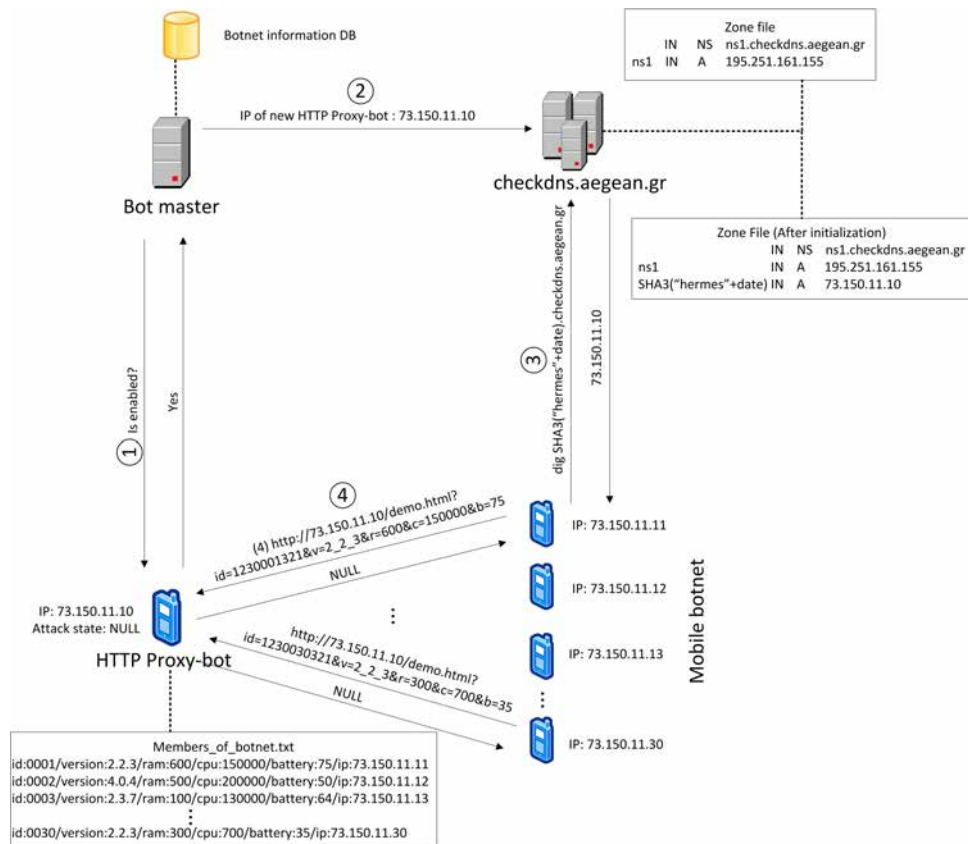 Botnet information DB
Zone file
IN NS ns1.checkdns.aegean.gr
ns1 IN A 195.251.161.155
2
IP of new HTTP Proxy-bot : 73.150.11.10
Bot master
checkdns.aegean.gr
Zone File (After initialization)
IN NS ns1.checkdns.aegean.gr
ns1 IN A 195.251.161.155
SHA3("hermes"+date) IN A 73.150.11.10
1
Is enabled?
Yes
3
dig SHA3("hermes"+date).checkdns.aegean.gr
73.150.11.10
4
(4) http://73.150.11.10/demo.html?
id=1230001321&v=2_2_3&r=600&c=150000&b=75
NULL
IP: 73.150.11.11
IP: 73.150.11.12
IP: 73.150.11.13
IP: 73.150.11.30
Mobile botnet
IP: 73.150.11.10
Attack state: NULL
HTTP Proxy-bot
http://73.150.11.10/demo.html?
id=1230030321&v=2_2_3&r=300&c=700&b=35
NULL
Members_of_botnet.txt
id:0001/version:2.2.3/ram:600/cpu:150000/battery:75/ip:73.150.11.11
id:0002/version:4.0.4/ram:500/cpu:200000/battery:50/ip:73.150.11.12
id:0003/version:2.3.7/ram:100/cpu:130000/battery:64/ip:73.150.11.13
id:0030/version:2.2.3/ram:300/cpu:700/battery:35/ip:73.150.11.30